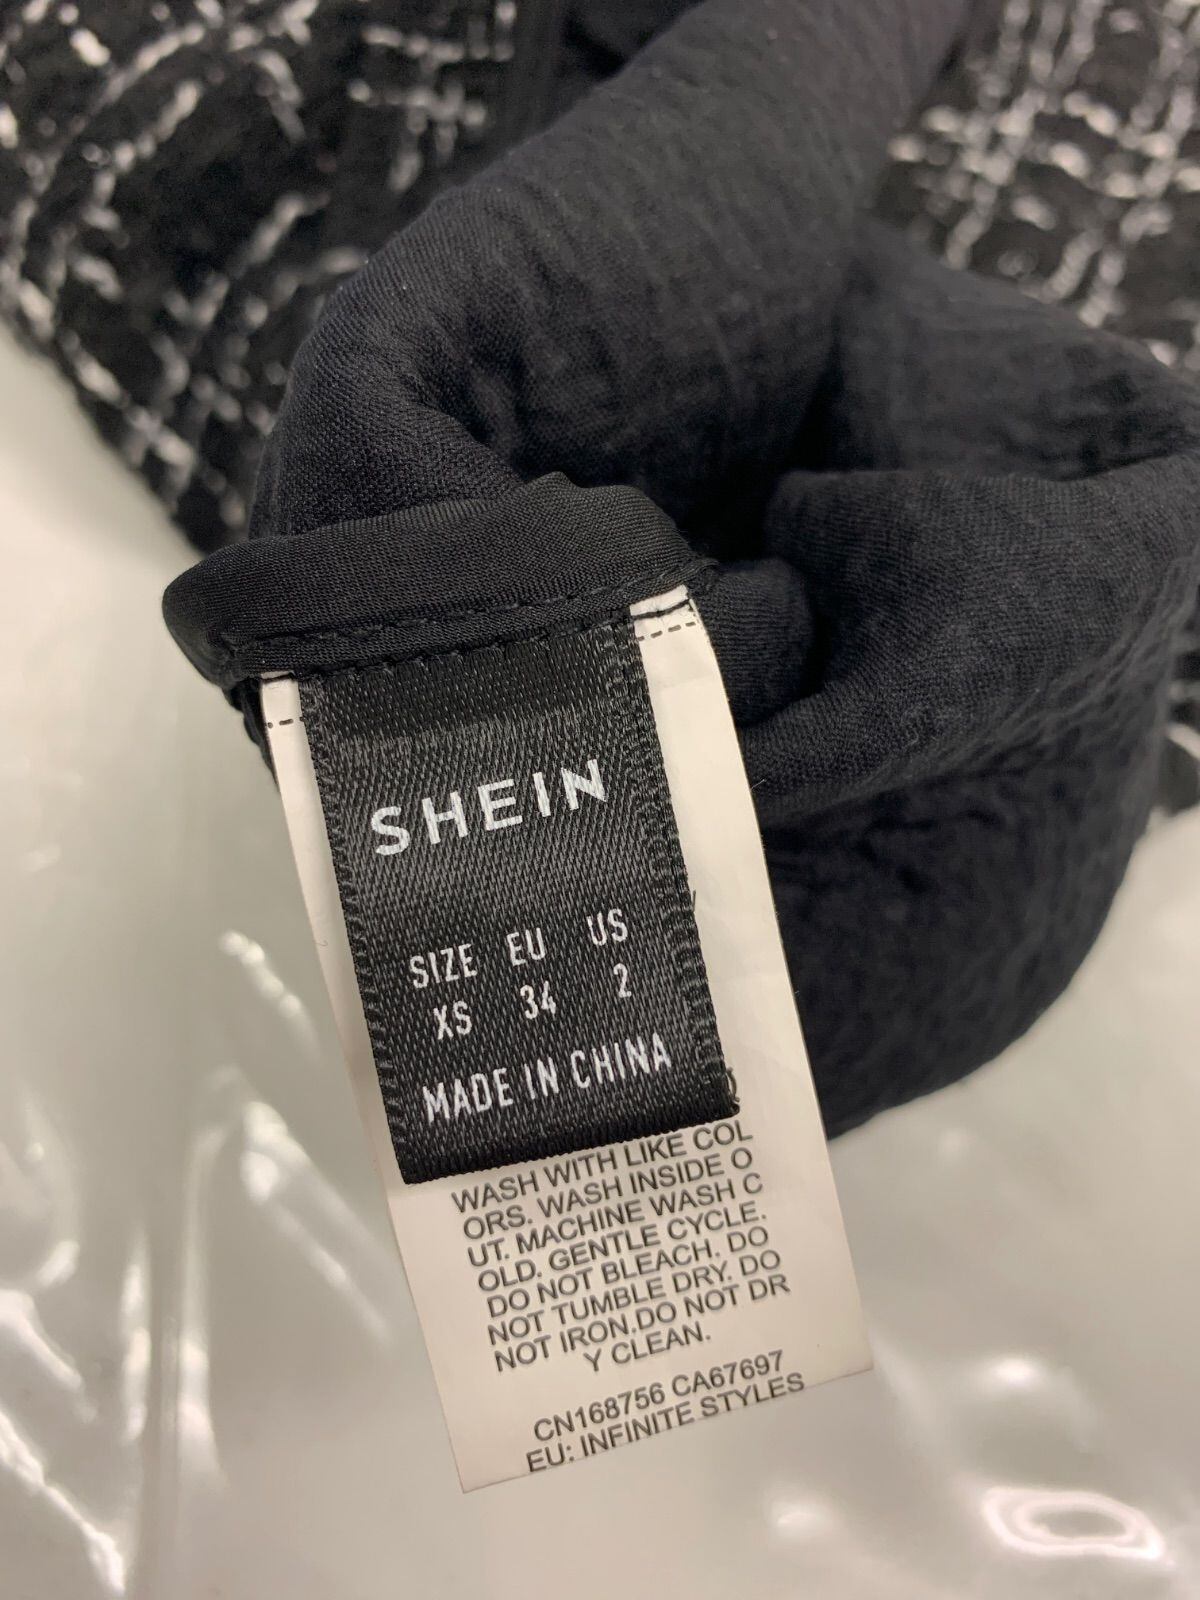 SHEIN
SIZE EU US
XS 34 2
MADE IN CHINA
WASH WITH LIKE COL
ORS. WASH INSIDE O
UT. MACHINE WASH C
OLD. GENTLE CYCLE.
DO NOT BLEACH. DO
NOT TUMBLE DRY. DO
NOT IRON.DO NOT DR
Y CLEAN.
CN168756 CA67697
EU: INFINITE STYLES